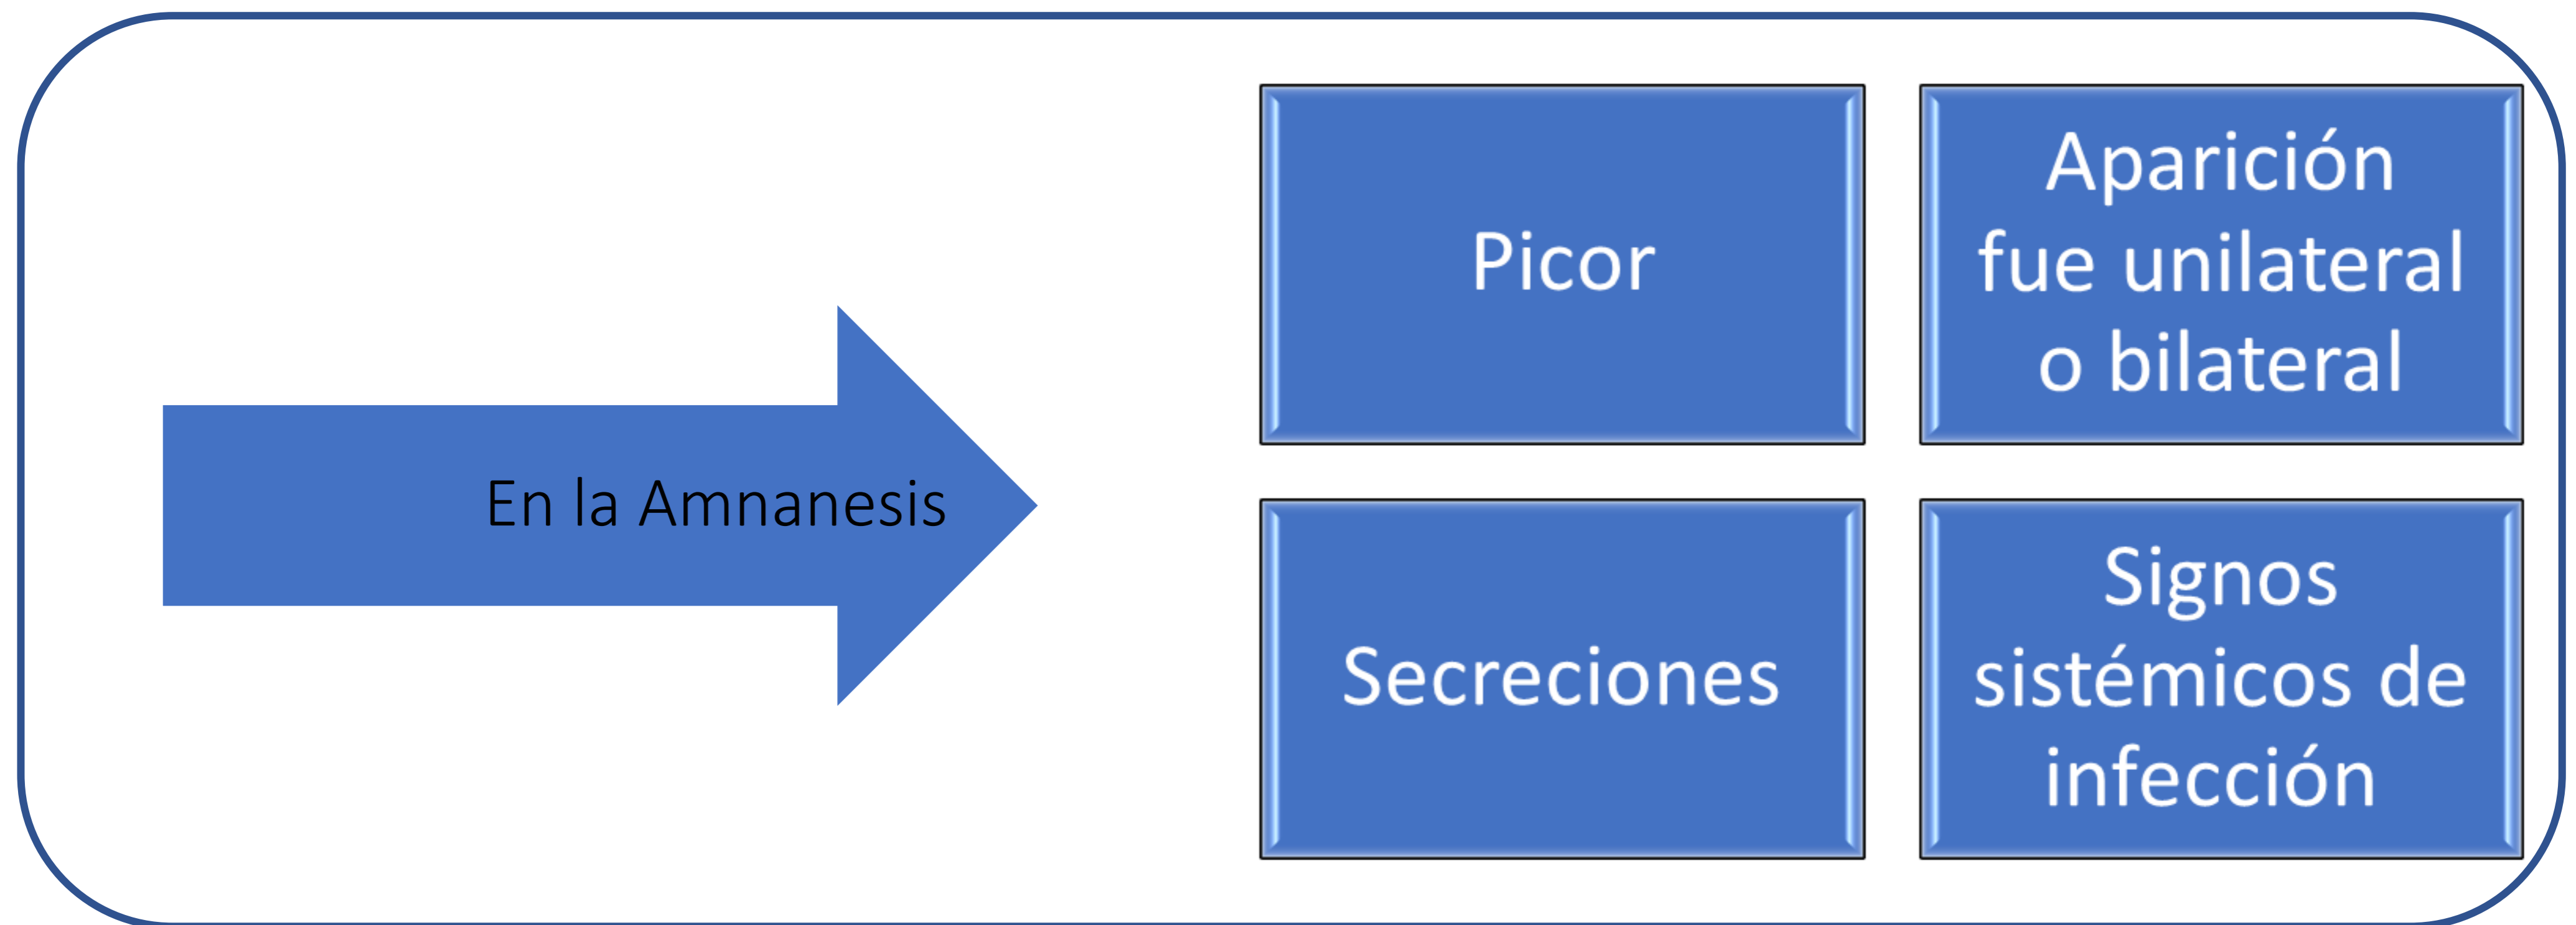 En la Amnanesis
Picor
Aparición
fue unilateral
o bilateral
Secreciones
Signos
sistémicos de
infección